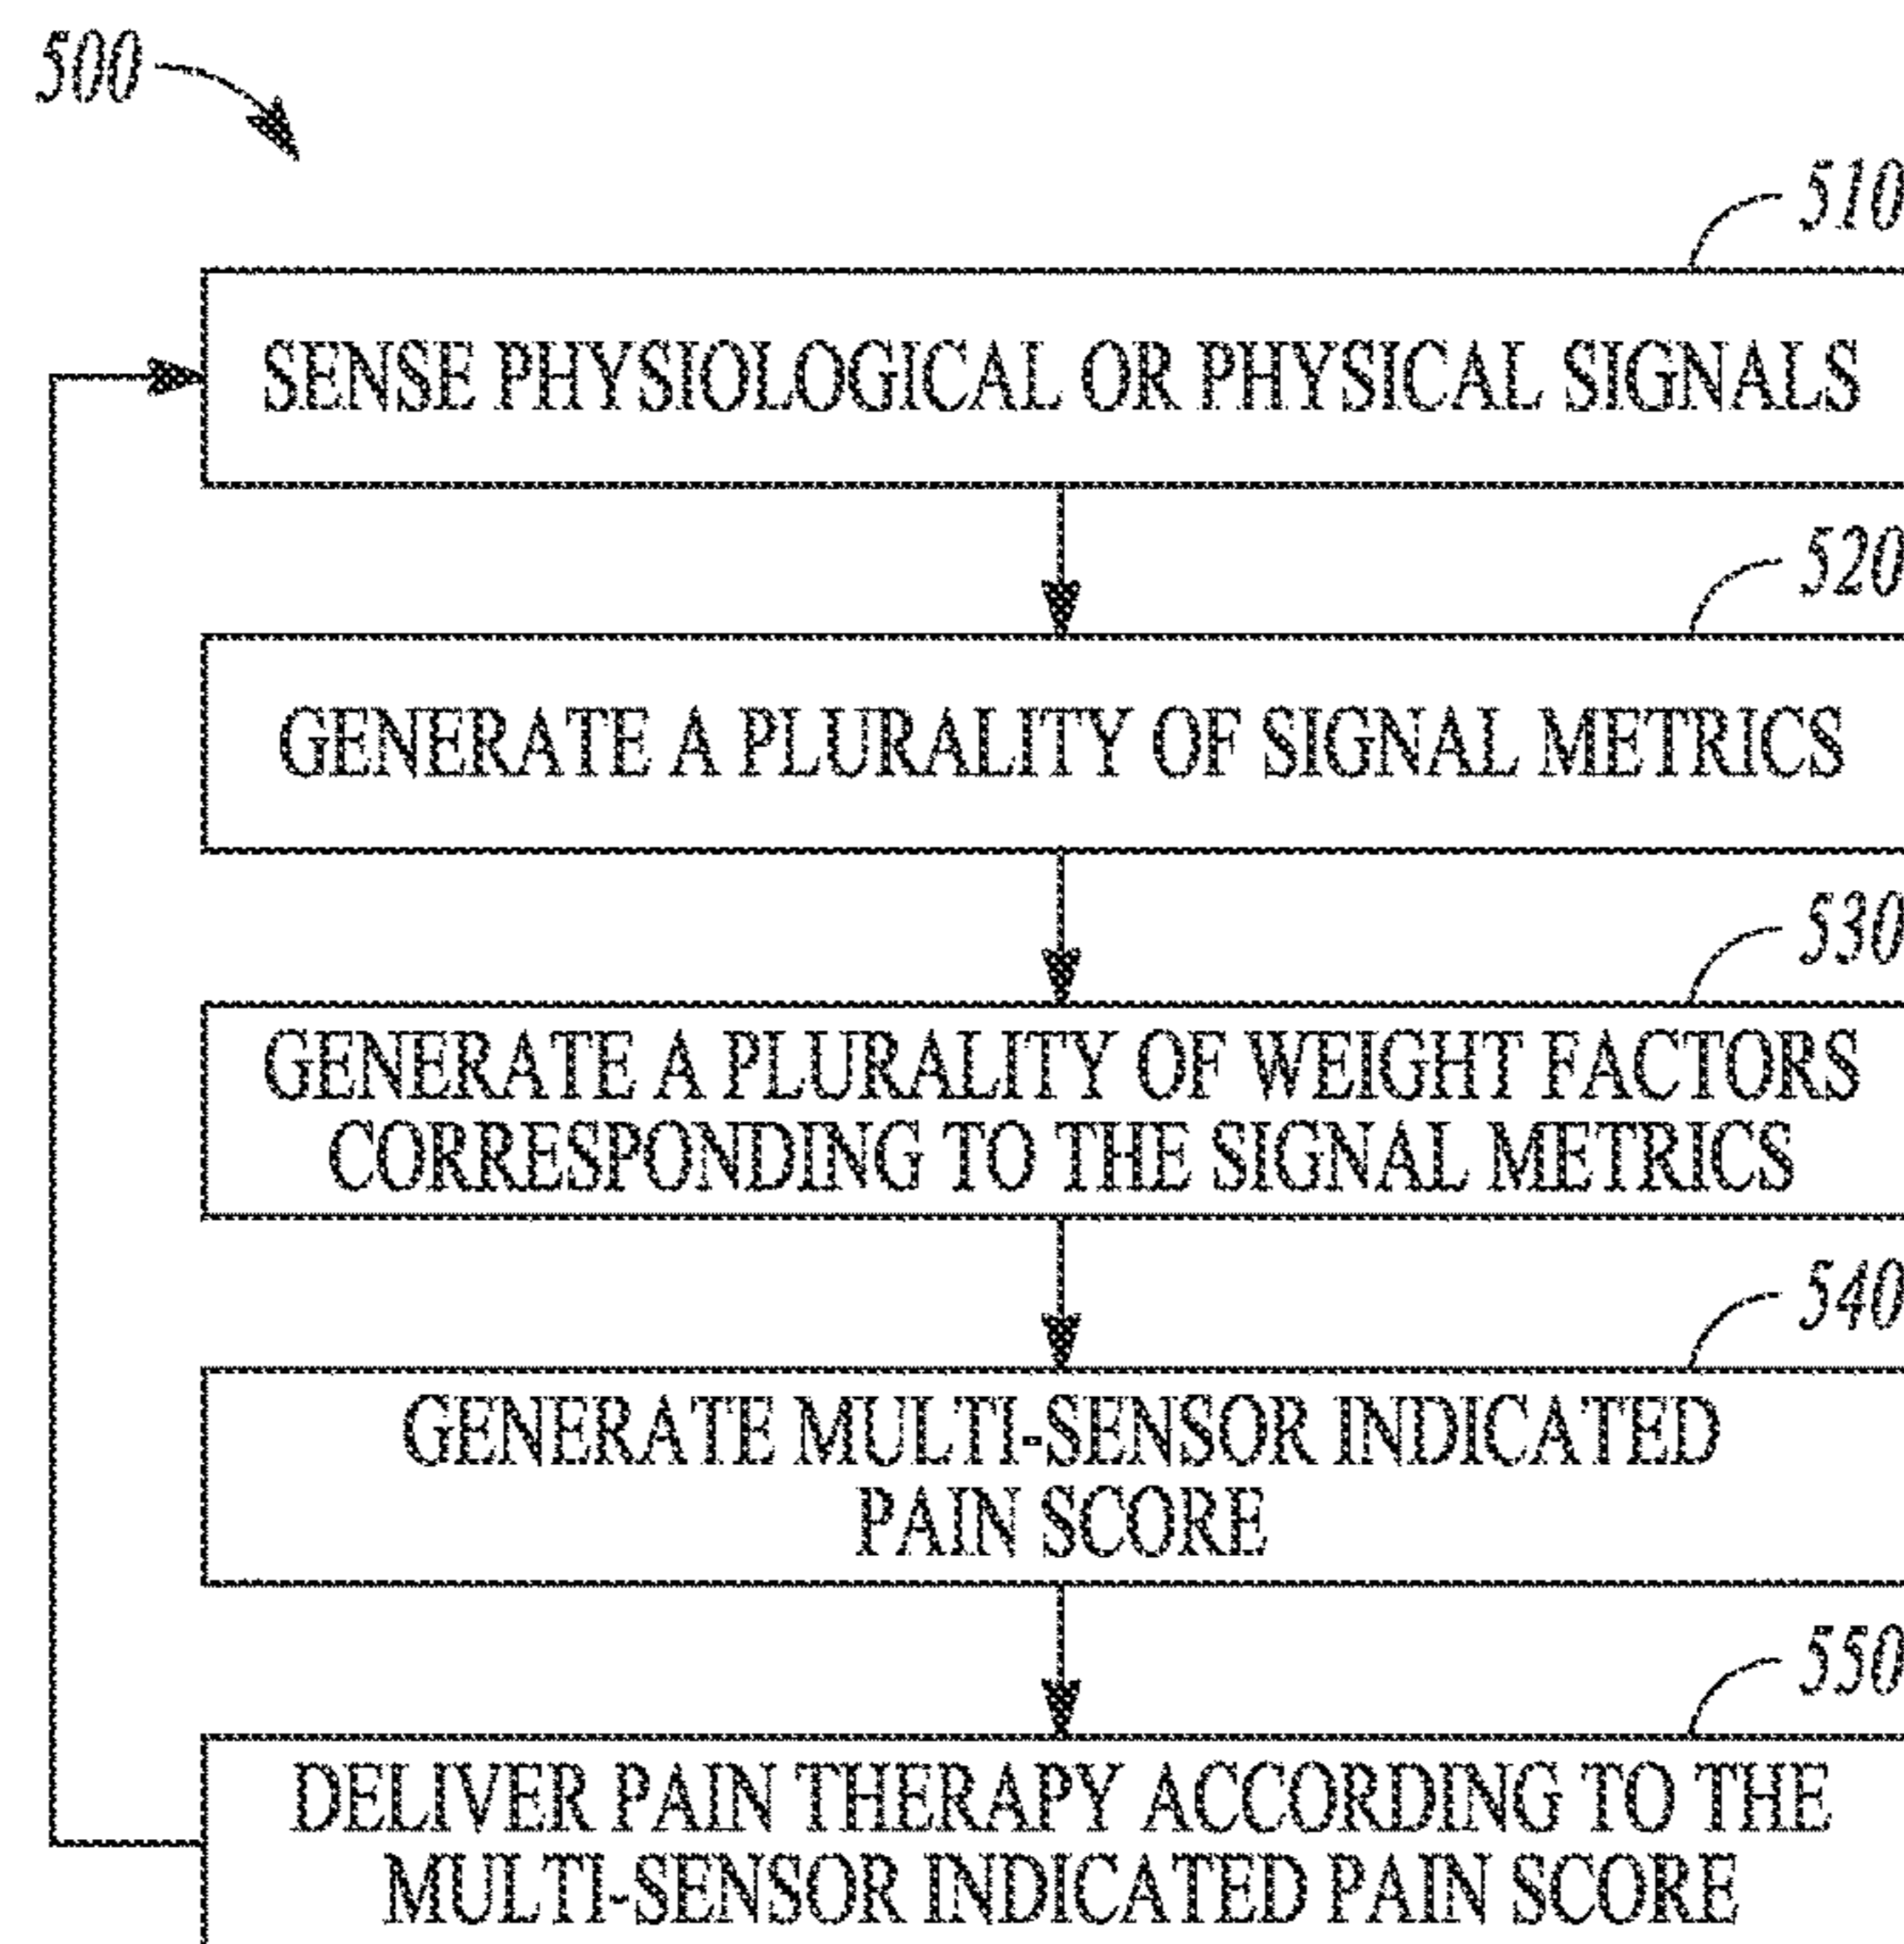 500
510
SENSE PHYSIOLOGICAL OR PHYSICAL SIGNALS
520
GENERATE A PLURALITY OF SIGNAL METRICS
530
GENERATE A PLURALITY OF WEIGHT FACTORS
CORRESPONDING TO THE SIGNAL METRICS
540
GENERATE MULTI-SENSOR INDICATED
PAIN SCORE
550
DELIVER PAIN THERAPY ACCORDING TO THE
MULTI-SENSOR INDICATED PAIN SCORE